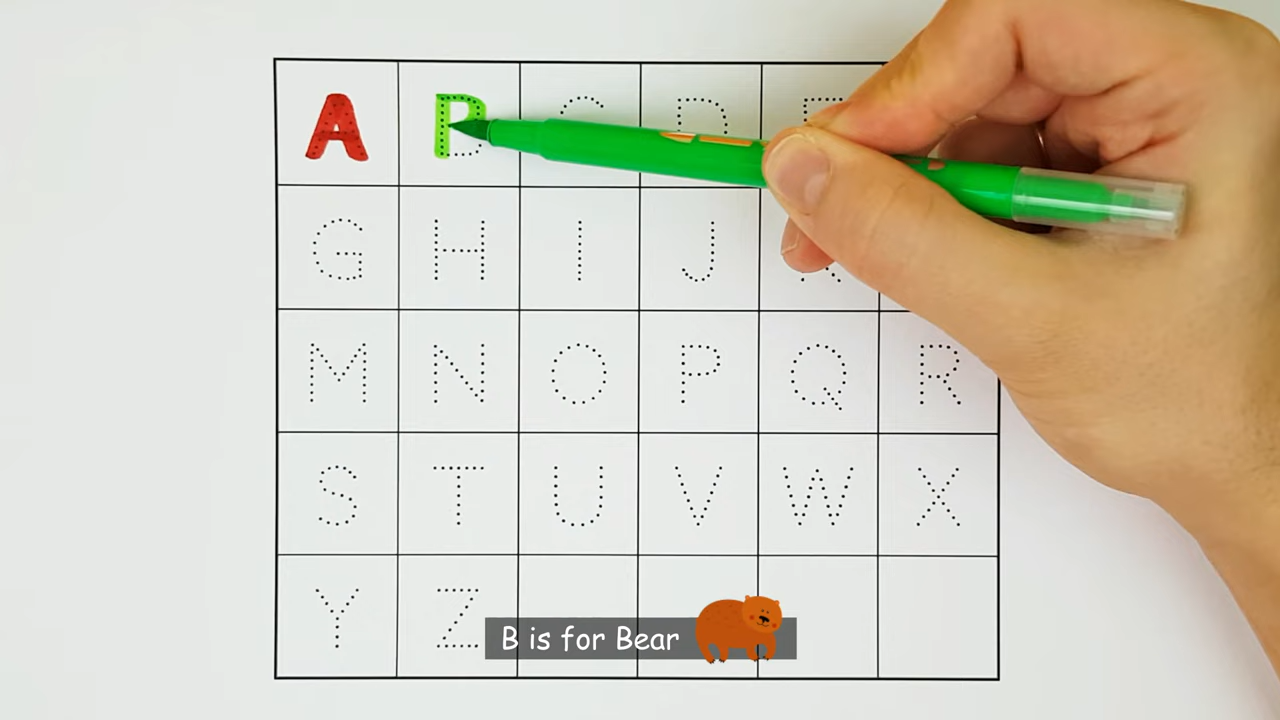 A B C D E
G H I J K
M N O P Q R
S T U V W X
Y Z
B is for Bear